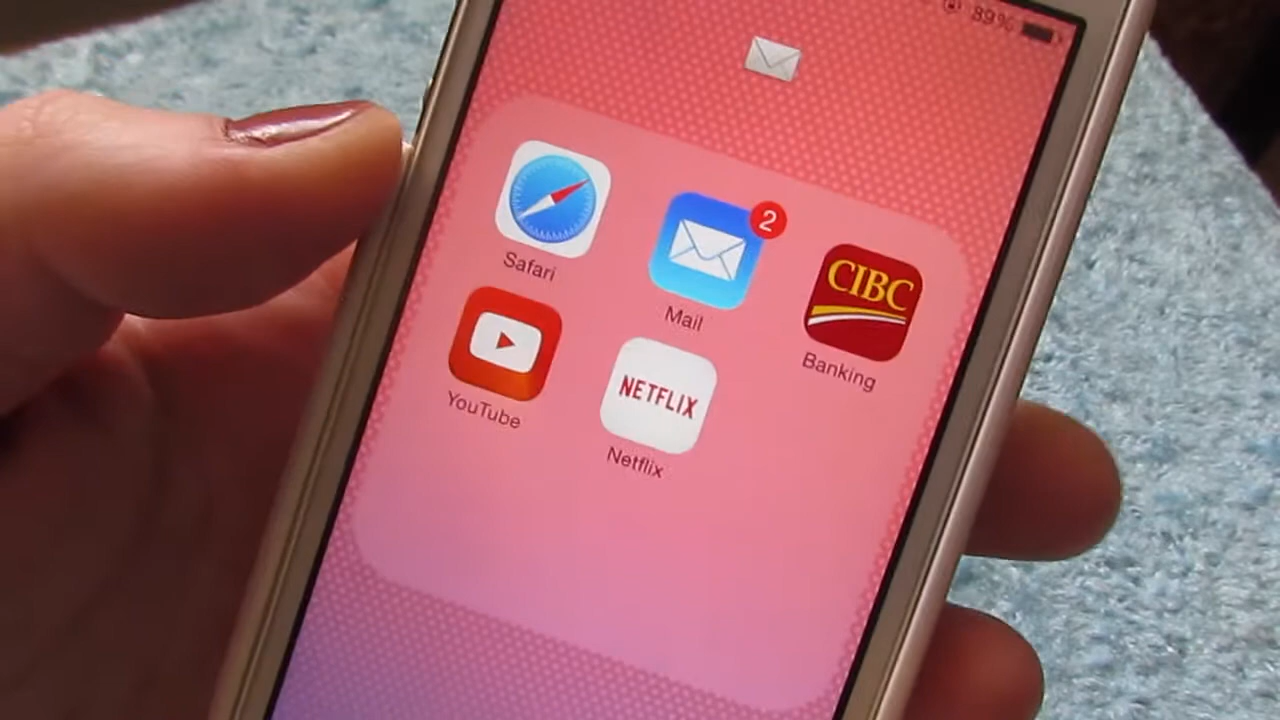 89%
2
CIBC
Safari
Mail
Banking
NETFLIX
YouTube
Netflix